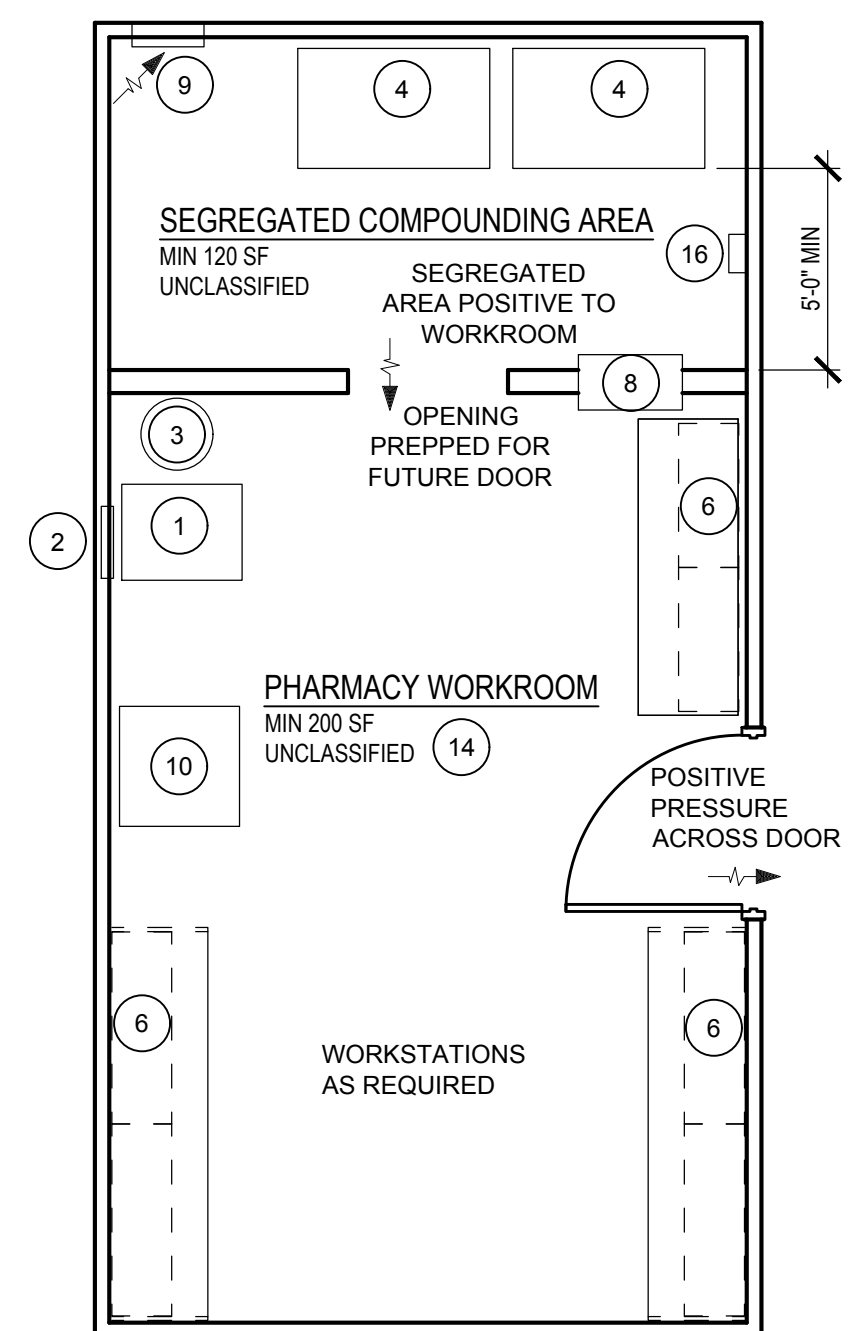 9
4
4
SEGREGATED COMPOUNDING AREA
MIN 120 SF
UNCLASSIFIED
16
5'-0" MIN
SEGREGATED
AREA POSITIVE TO
WORKROOM
8
3
OPENING
PREPPED FOR
FUTURE DOOR
2
1
6
PHARMACY WORKROOM
MIN 200 SF
UNCLASSIFIED
14
10
POSITIVE
PRESSURE
ACROSS DOOR
6
6
WORKSTATIONS
AS REQUIRED